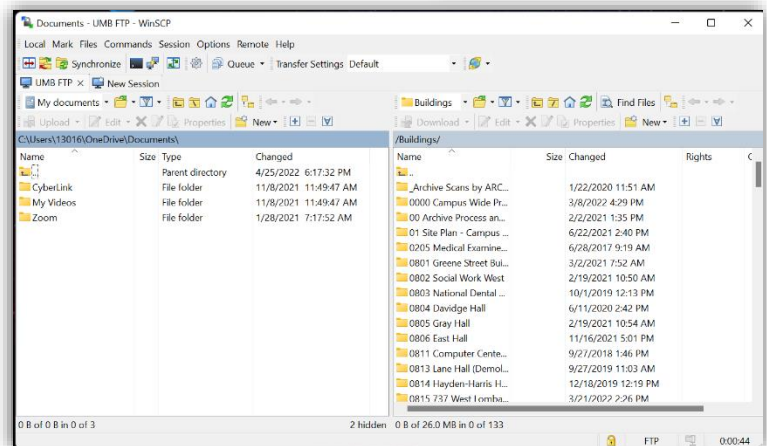 Documents - UMB FTP - WinSCP
Local Mark Files Commands Session Options Remote Help
Synchronize Queue Transfer Settings Default
UMB FTP × New Session
My documents
Upload Edit Properties New
C:\Users\13016\OneDrive\Documents\
Name Size Type Changed
.. Parent directory 4/25/2022 6:17:32 PM
CyberLink File folder 11/8/2021 11:49:47 AM
My Videos File folder 11/8/2021 11:49:47 AM
Zoom File folder 1/28/2021 7:17:52 AM
0 B of 0 B in 0 of 3 2 hidden
Buildings Find Files
Download Edit Properties New
/Buildings/
Name Size Changed Rights
..
_Archive Scans by ARC... 1/22/2020 11:51 AM
0000 Campus Wide Pr... 3/8/2022 4:29 PM
00 Archive Process an... 2/2/2021 1:35 PM
01 Site Plan - Campus ... 6/22/2021 2:40 PM
0205 Medical Examine... 6/28/2017 9:19 AM
0801 Greene Street Bui... 3/2/2021 7:52 AM
0802 Social Work West 2/19/2021 10:50 AM
0803 National Dental ... 10/1/2019 12:13 PM
0804 Davidge Hall 6/11/2020 2:42 PM
0805 Gray Hall 2/19/2021 10:54 AM
0806 East Hall 11/16/2021 5:01 PM
0811 Computer Cente... 9/27/2018 1:46 PM
0813 Lane Hall (Demol... 9/27/2019 11:03 AM
0814 Hayden-Harris H... 12/18/2019 12:19 PM
0815 737 West Lomba... 3/21/2022 2:26 PM
0 B of 26.0 MB in 0 of 133
FTP 0:00:44